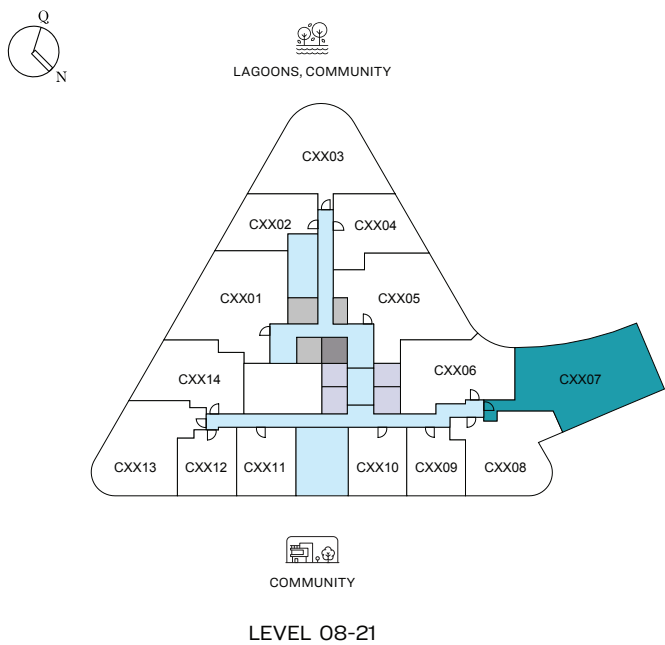 Q
N
LAGOONS, COMMUNITY
CXX03
CXX02
CXX04
CXX01
CXX05
CXX14
CXX06
CXX07
CXX13
CXX12
CXX11
CXX10
CXX09
CXX08
COMMUNITY
LEVEL 08-21